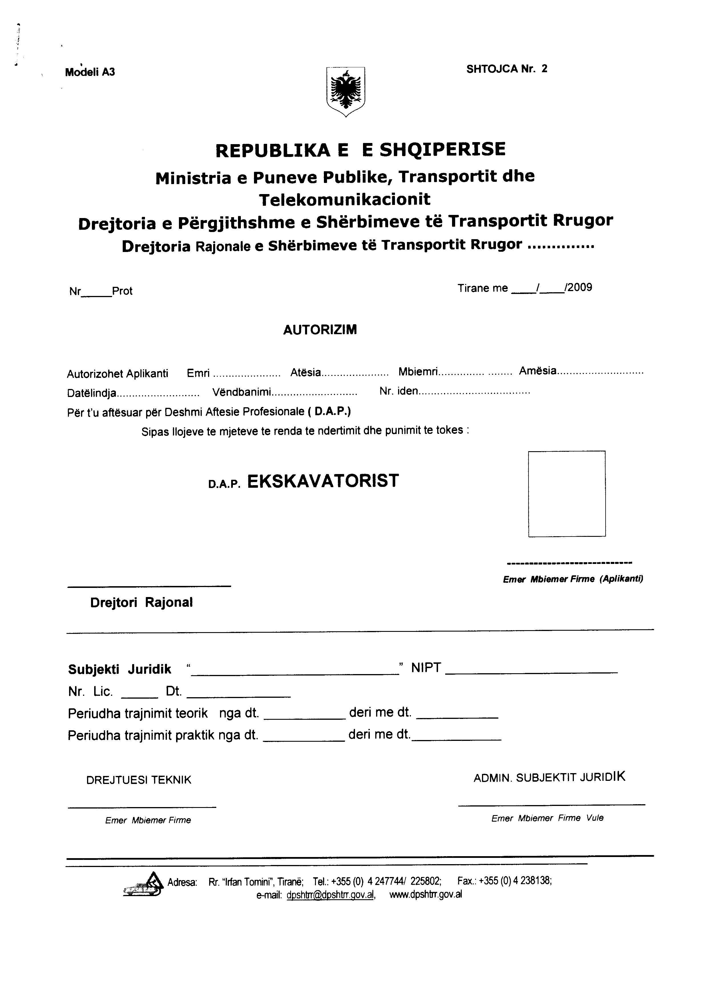 Modeli A3 SHTOJCA Nr. 2
REPUBLIKA E E SHQIPERISE
Ministria e Puneve Publike, Transportit dhe
Telekomunikacionit
Drejtoria e Përgjithshme e Shërbimeve të Transportit Rrugor
Drejtoria Rajonale e Shërbimeve të Transportit Rrugor ..............
Nr_____Prot Tirane me ____/____/2009
AUTORIZIM
Autorizohet Aplikanti Emri ...................... Atësia...................... Mbiemri............... ........ Amësia............................
Datëlindja........................... Vëndbanimi............................ Nr. iden....................................
Për t'u aftësuar për Deshmi Aftesie Profesionale ( D.A.P.)
Sipas llojeve te mjeteve te renda te ndertimit dhe punimit te tokes :
D.A.P. EKSKAVATORIST
----------------------------
Emer Mbiemer Firme (Aplikanti)
Drejtori Rajonal
Subjekti Juridik “____________________________” NIPT _______________________
Nr. Lic. _____ Dt. ______________
Periudha trajnimit teorik nga dt. ___________ deri me dt. ___________
Periudha trajnimit praktik nga dt. ___________ deri me dt.____________
DREJTUESI TEKNIK ADMIN. SUBJEKTIT JURIDIK
Emer Mbiemer Firme Emer Mbiemer Firme Vule
Adresa: Rr. “Irfan Tomini”, Tiranë; Tel.: +355 (0) 4 247744/ 225802; Fax.: +355 (0) 4 238138;
e-mail: dpshtrr@dpshtrr.gov.al, www.dpshtrr.gov.al